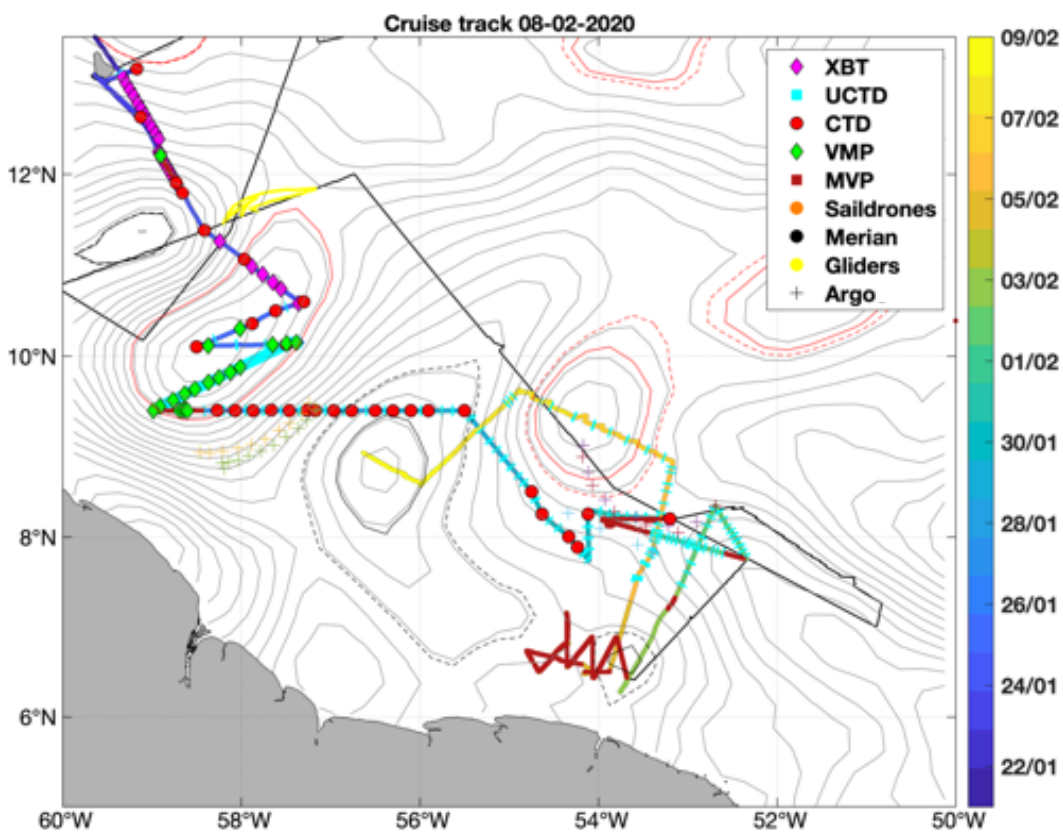 Cruise track 08-02-2020
XBT
UCTD
CTD
VMP
MVP
Saildrones
Merian
Gliders
Argo
12°N
10°N
8°N
6°N
60°W
58°W
56°W
54°W
52°W
50°W
09/02
07/02
05/02
03/02
01/02
30/01
28/01
26/01
24/01
22/01